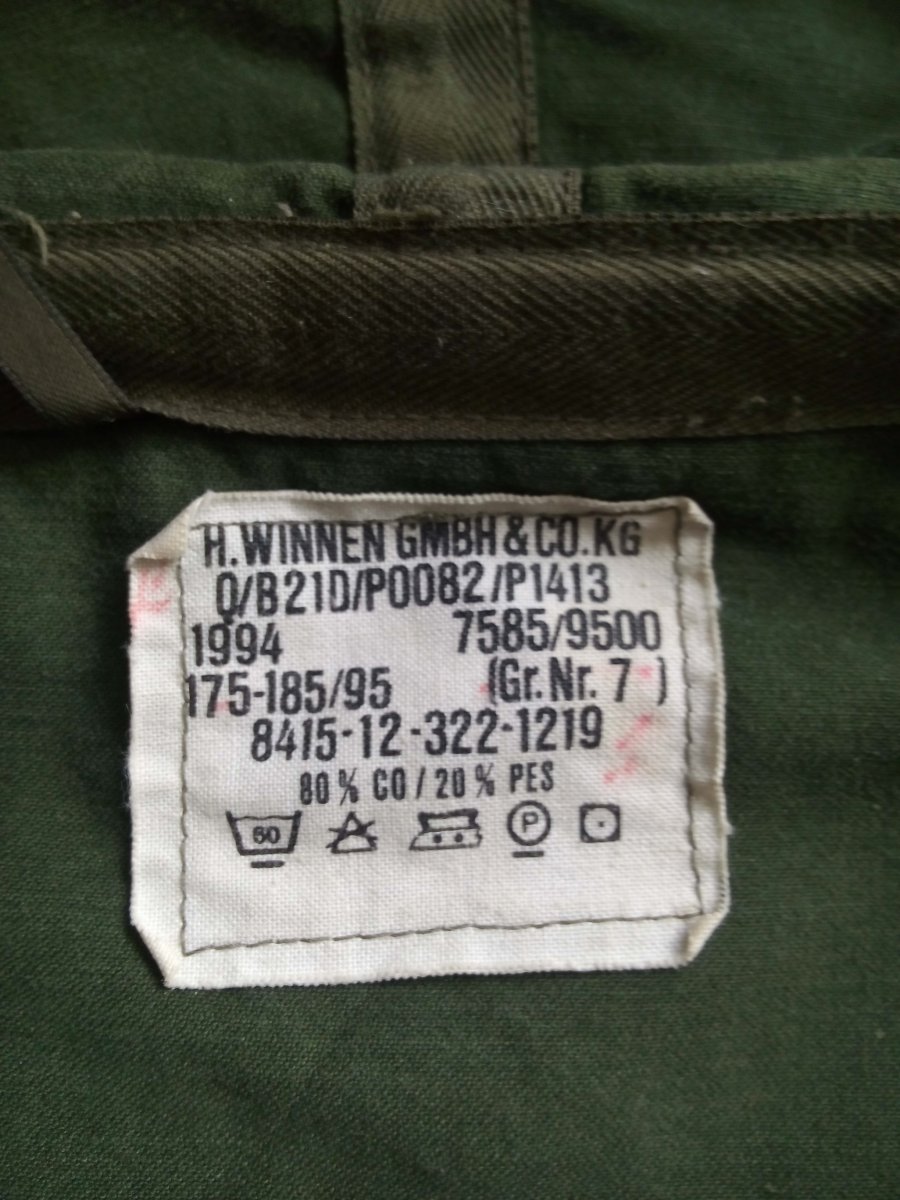 H.WINNEN GMBH & CO.KG
Q/B21D/P0082/P1413
1994 7585/9500
175-185/95 (Gr.Nr. 7 )
8415-12-322-1219
80% CO / 20% PES
60 P